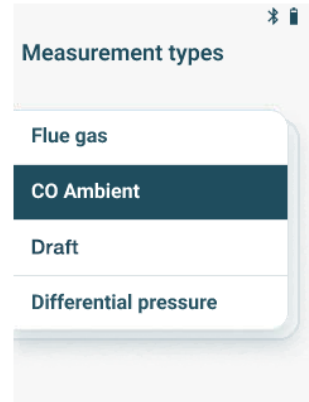 Measurement types
Flue gas
CO Ambient
Draft
Differential pressure